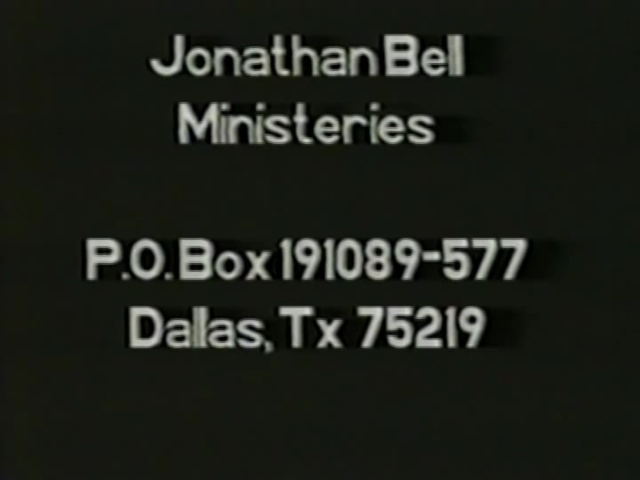 Jonathan Bell
Ministeries
P.O. Box 191089-577
Dallas, Tx 75219